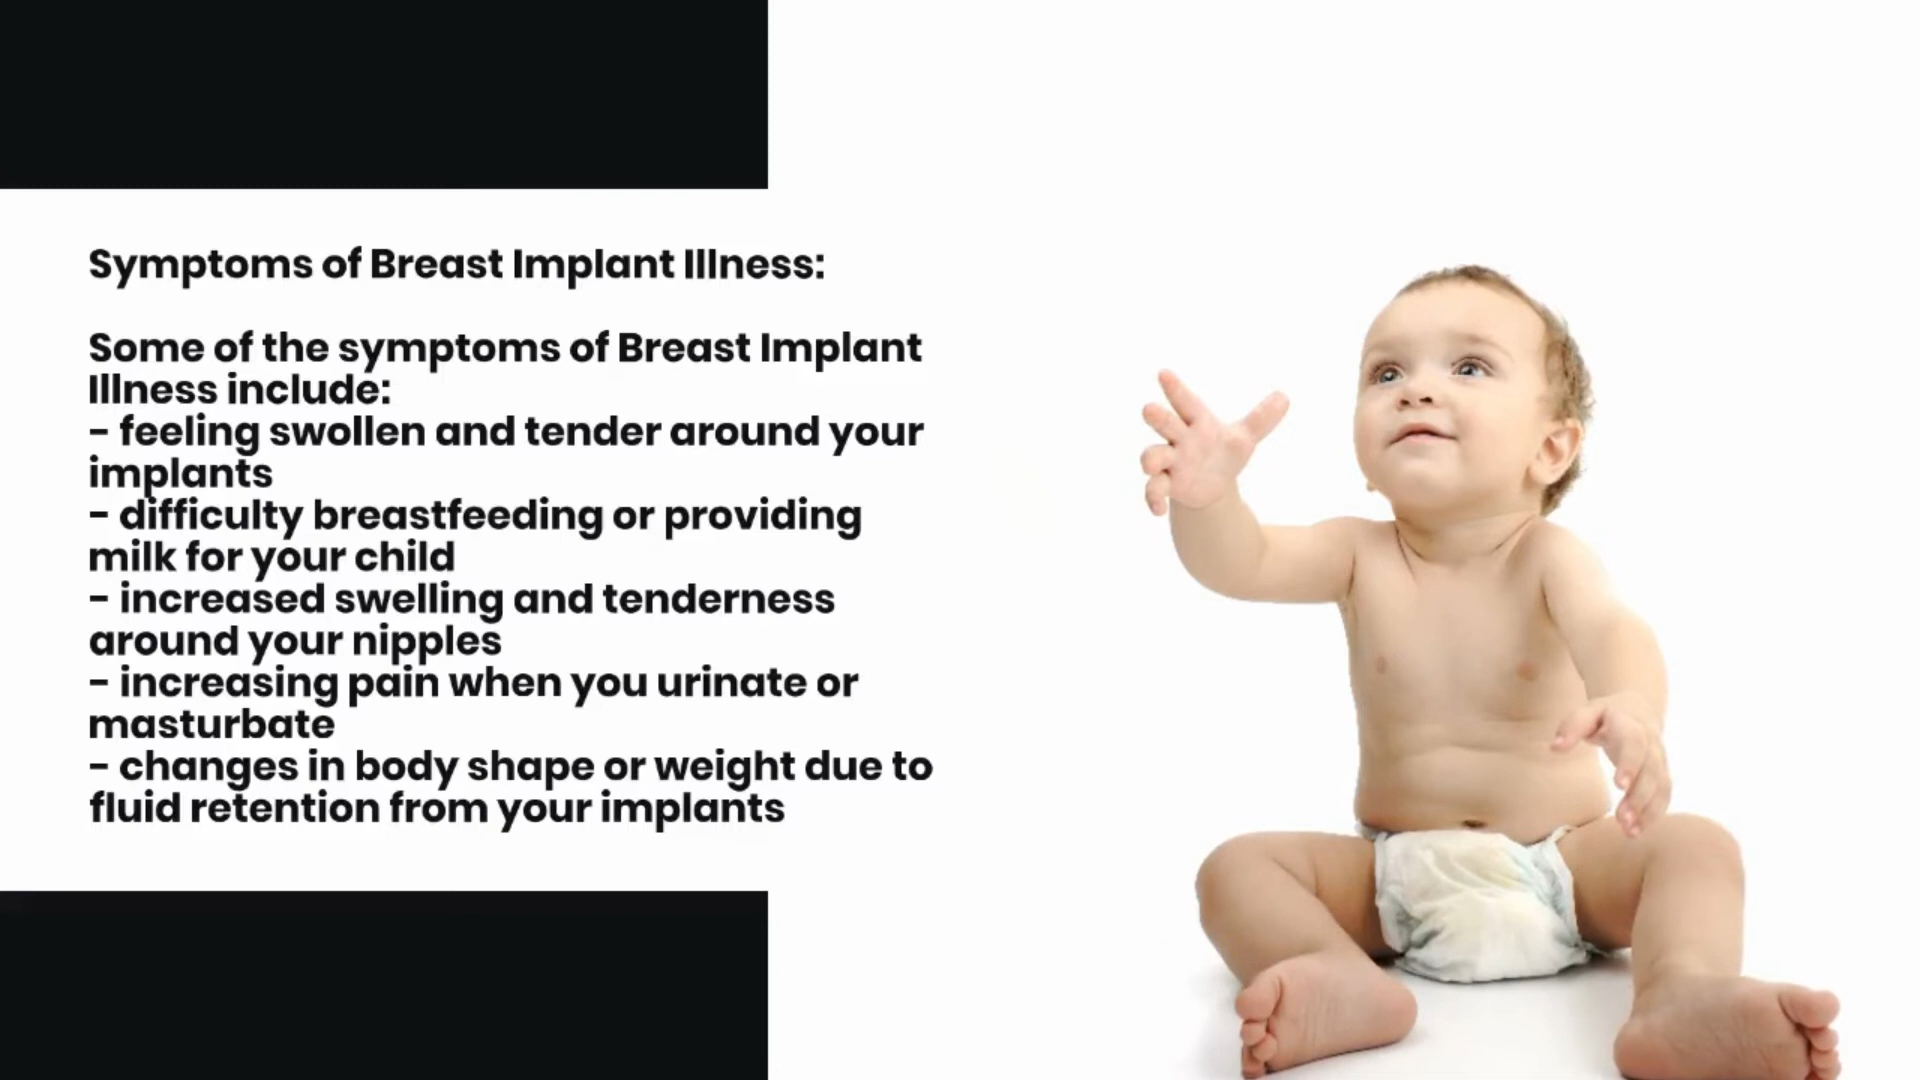 Symptoms of Breast Implant Illness:
Some of the symptoms of Breast Implant
Illness include:
- feeling swollen and tender around your
implants
- difficulty breastfeeding or providing
milk for your child
- increased swelling and tenderness
around your nipples
- increasing pain when you urinate or
masturbate
- changes in body shape or weight due to
fluid retention from your implants